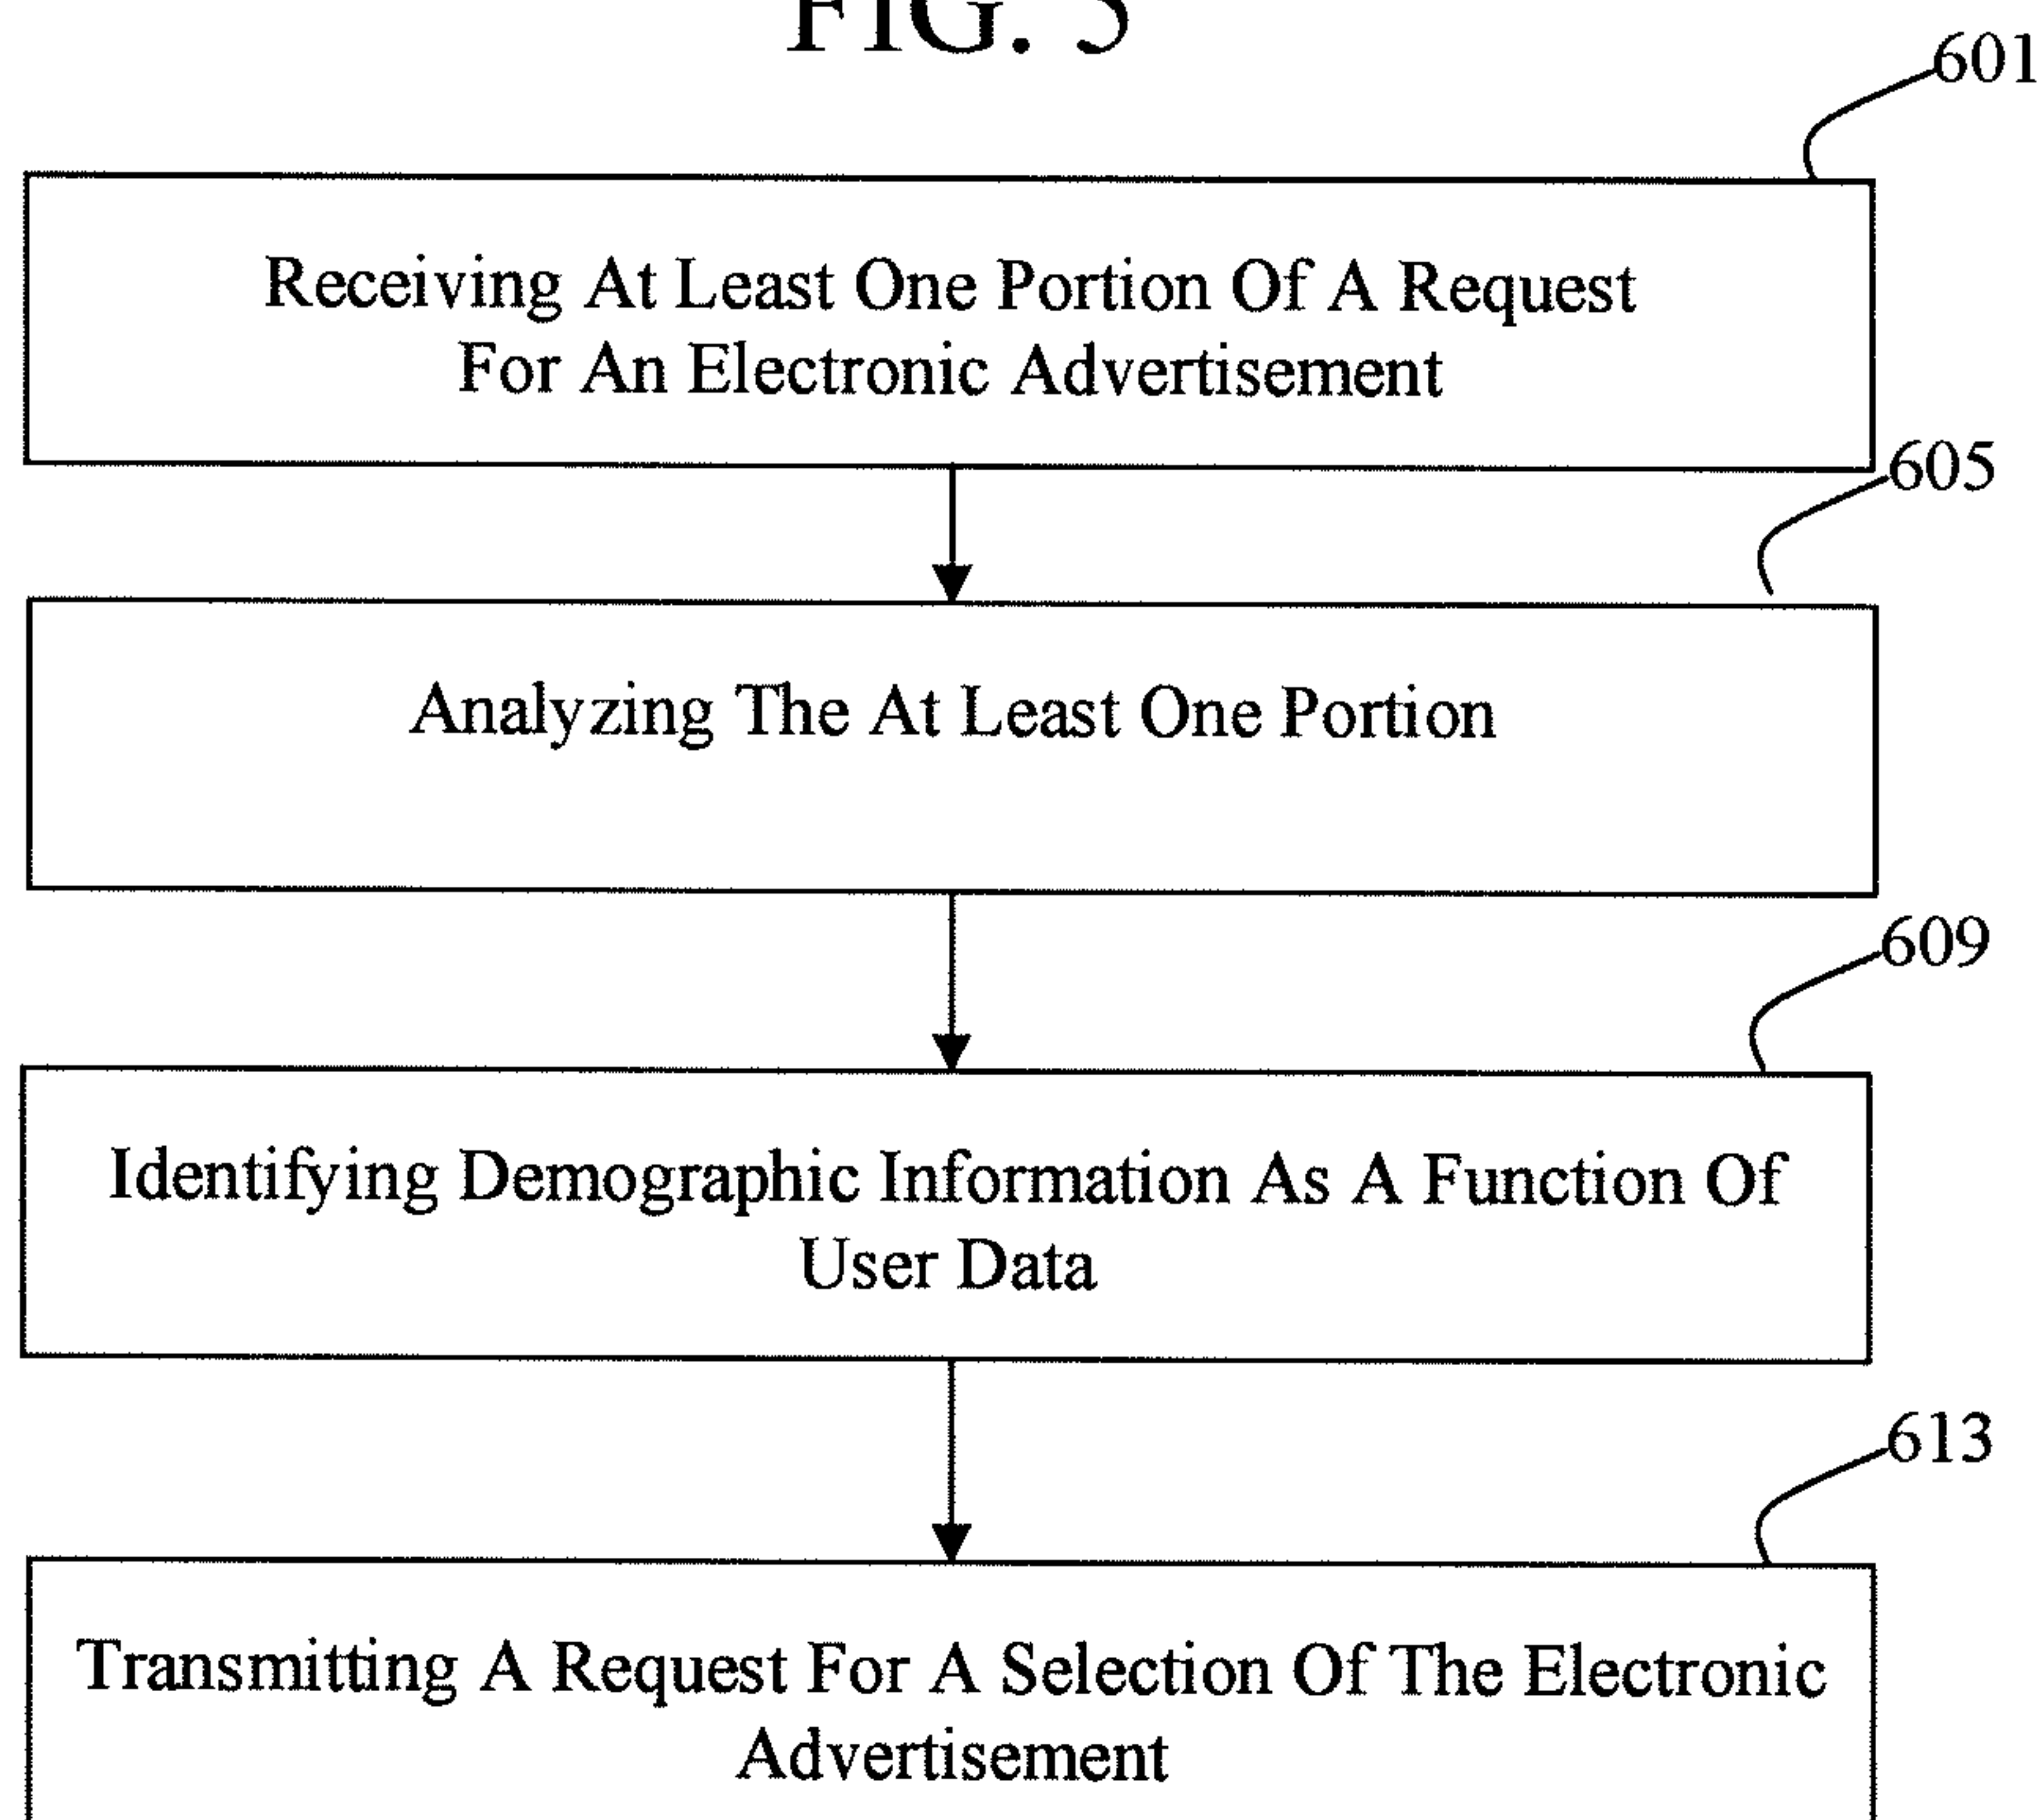 FIG. 5
601
Receiving At Least One Portion Of A Request
For An Electronic Advertisement
605
Analyzing The At Least One Portion
609
Identifying Demographic Information As A Function Of
User Data
613
Transmitting A Request For A Selection Of The Electronic
Advertisement